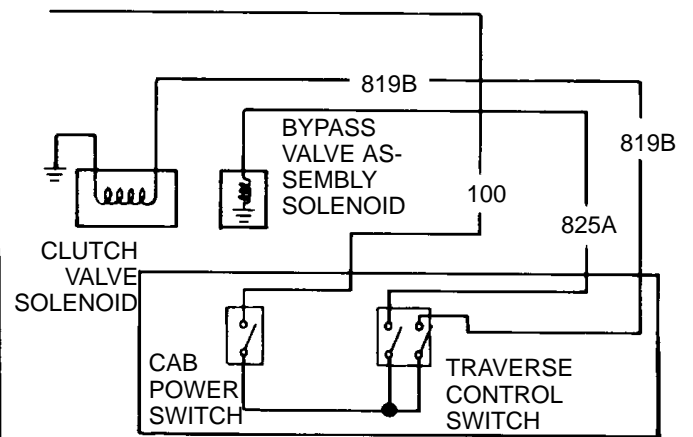 819B
BYPASS
VALVE AS-
SEMBLY
SOLENOID
819B
100
825A
CLUTCH
VALVE
SOLENOID
CAB
POWER
SWITCH
TRAVERSE
CONTROL
SWITCH